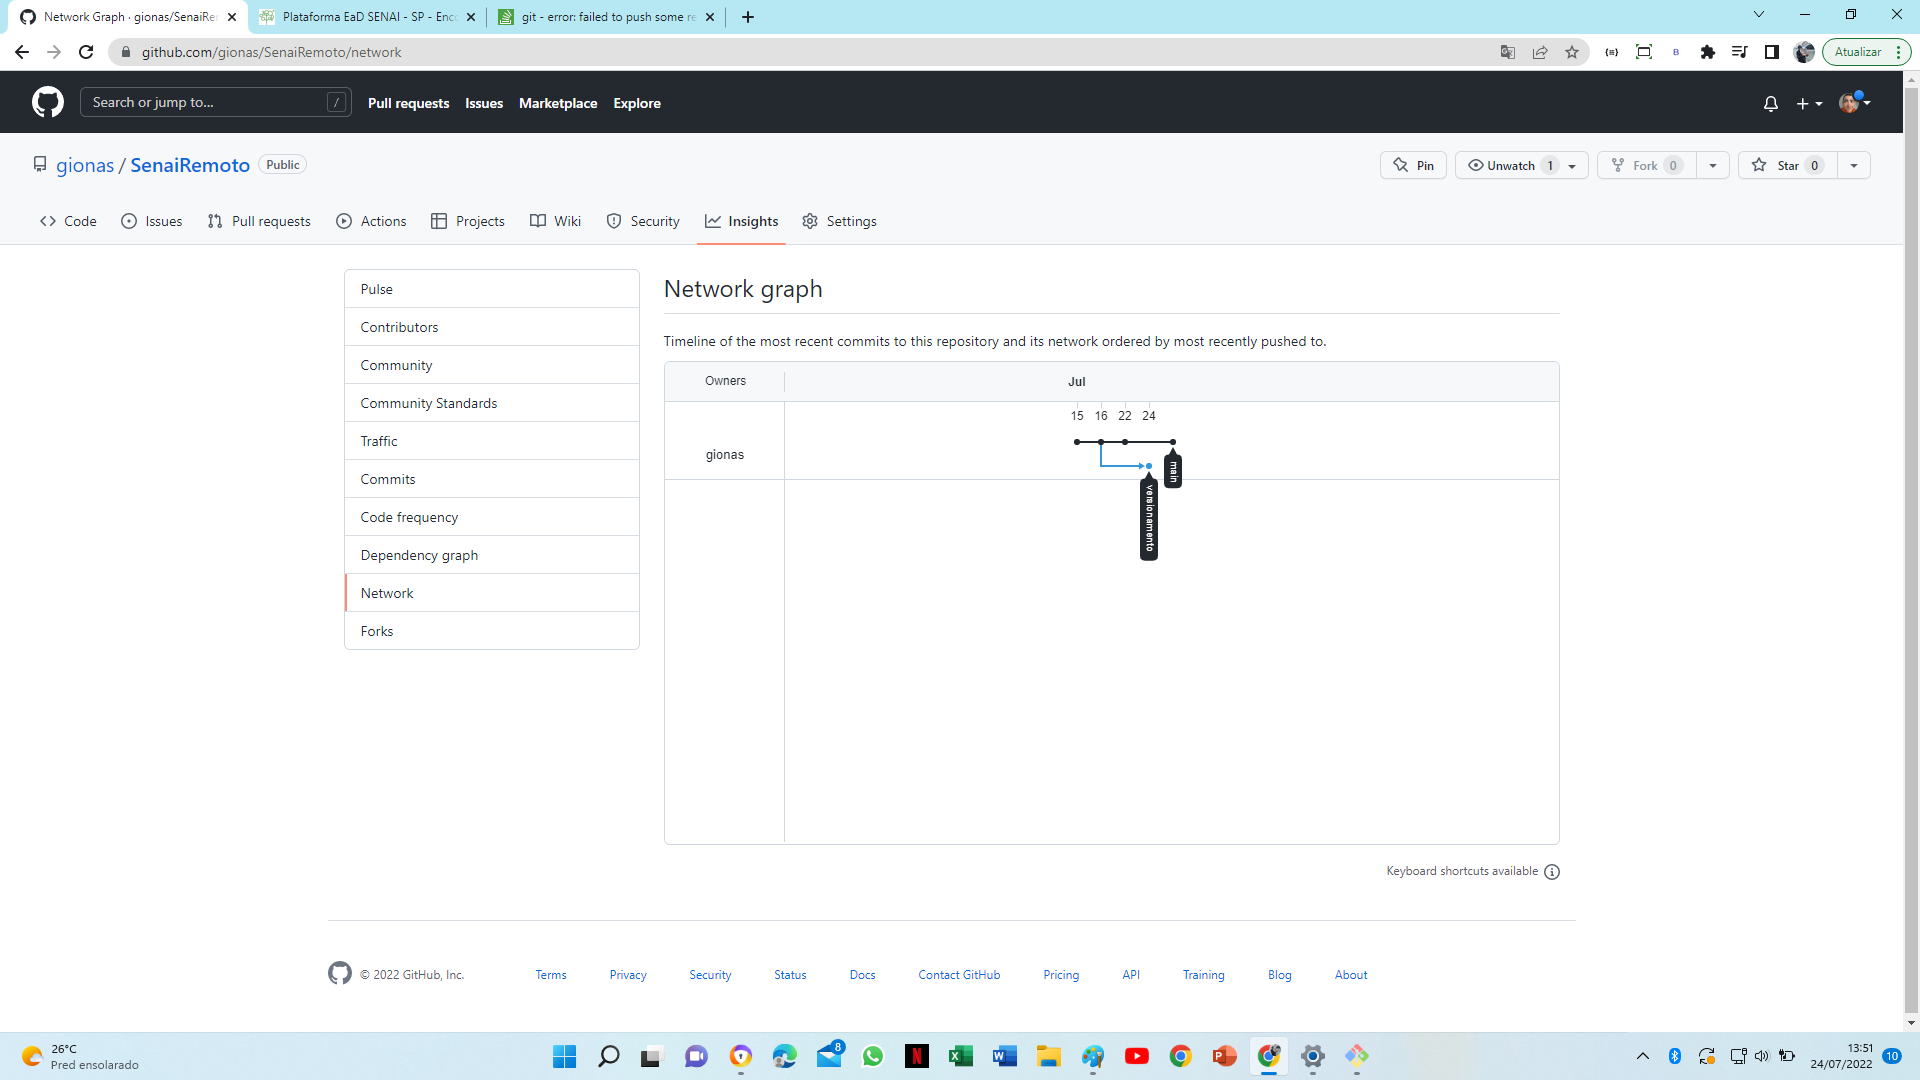 Network Graph · gionas/SenaiRe
Plataforma EaD SENAI - SP - Enc
git - error: failed to push some re
github.com/gionas/SenaiRemoto/network
Atualizar
Search or jump to...
/
Pull requests
Issues
Marketplace
Explore
gionas / SenaiRemoto
Public
Pin
Unwatch 1
Fork 0
Star 0
Code
Issues
Pull requests
Actions
Projects
Wiki
Security
Insights
Settings
Pulse
Contributors
Community
Community Standards
Traffic
Commits
Code frequency
Dependency graph
Network
Forks
Network graph
Timeline of the most recent commits to this repository and its network ordered by most recently pushed to.
Owners
Jul
15 16 22 24
gionas
main
versionamento
Keyboard shortcuts available
© 2022 GitHub, Inc.
Terms
Privacy
Security
Status
Docs
Contact GitHub
Pricing
API
Training
Blog
About
26°C
Pred ensolarado
8
13:51
24/07/2022
10